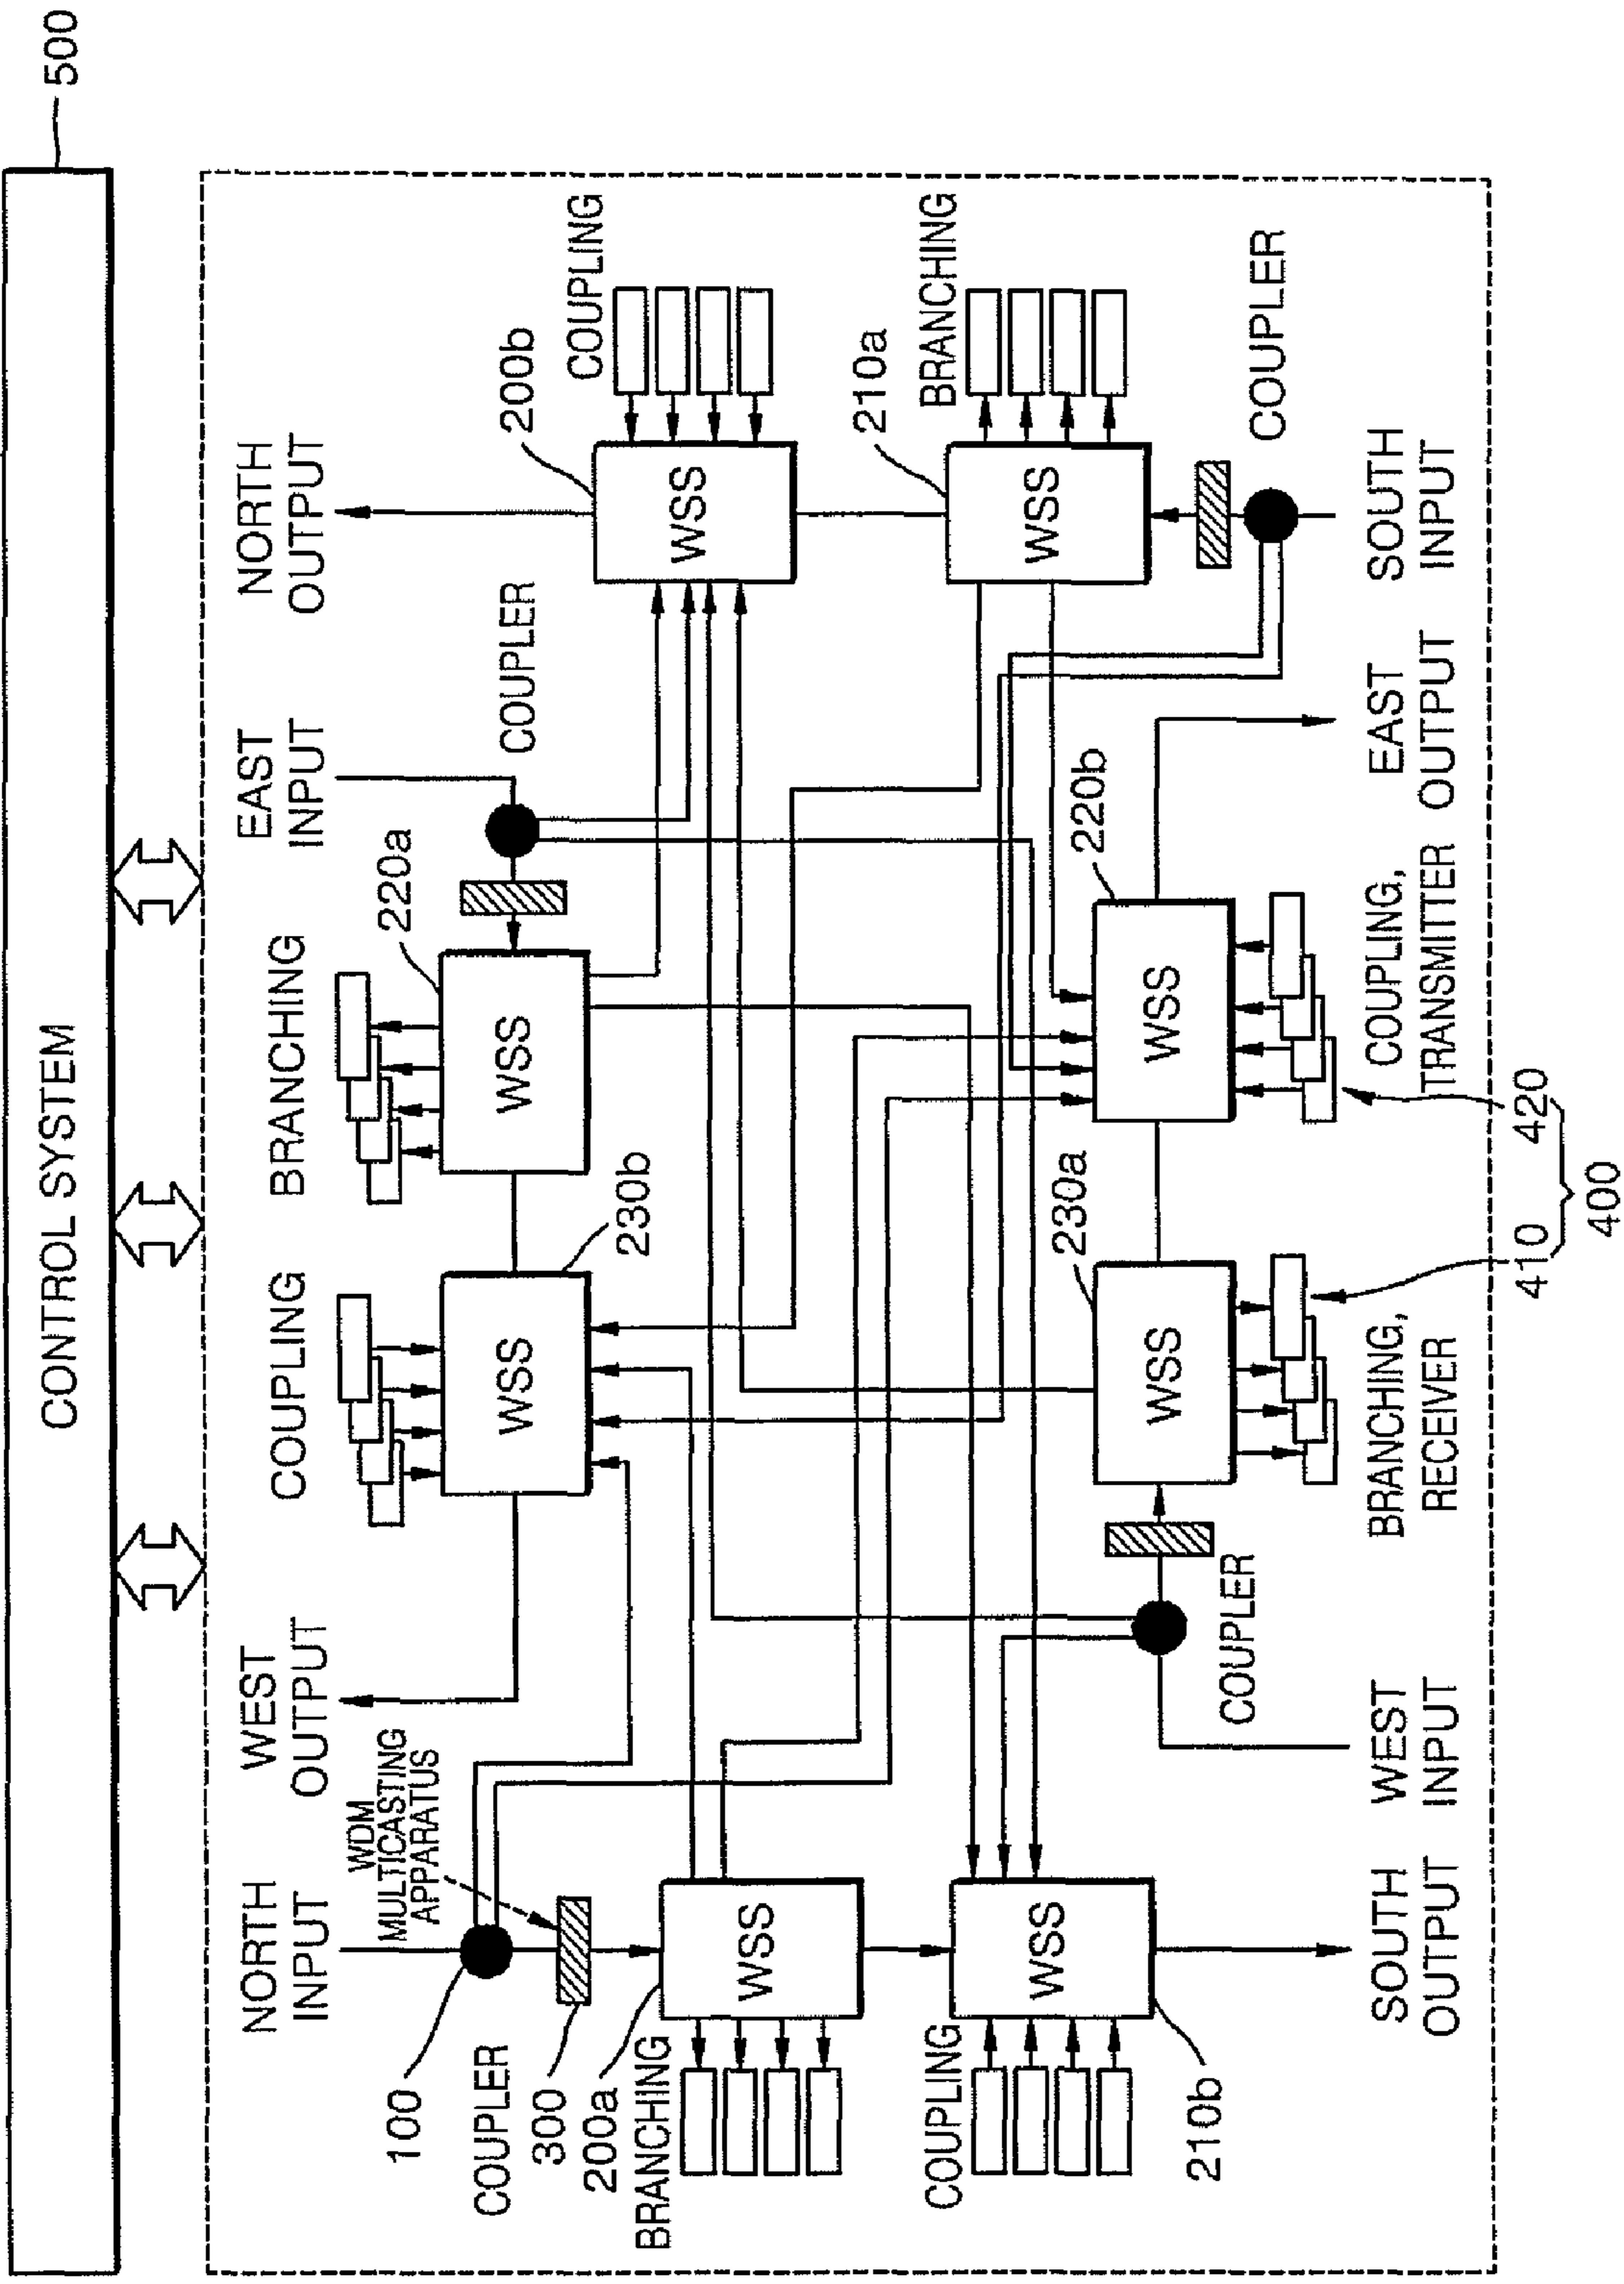 CONTROL SYSTEM
500
NORTH
INPUT
WEST
OUTPUT
COUPLING
BRANCHING
EAST
INPUT
NORTH
OUTPUT
100
COUPLER
300
200a
BRANCHING
WDM
MULTICASTING
APPARATUS
WSS
WSS
230b
WSS
220a
COUPLER
WSS
200b
COUPLING
COUPLING
WSS
210b
COUPLER
WSS
230a
WSS
220b
WSS
210a
BRANCHING
COUPLER
SOUTH
OUTPUT
WEST
INPUT
BRANCHING,
RECEIVER
COUPLING,
TRANSMITTER
EAST
OUTPUT
SOUTH
INPUT
410
420
400